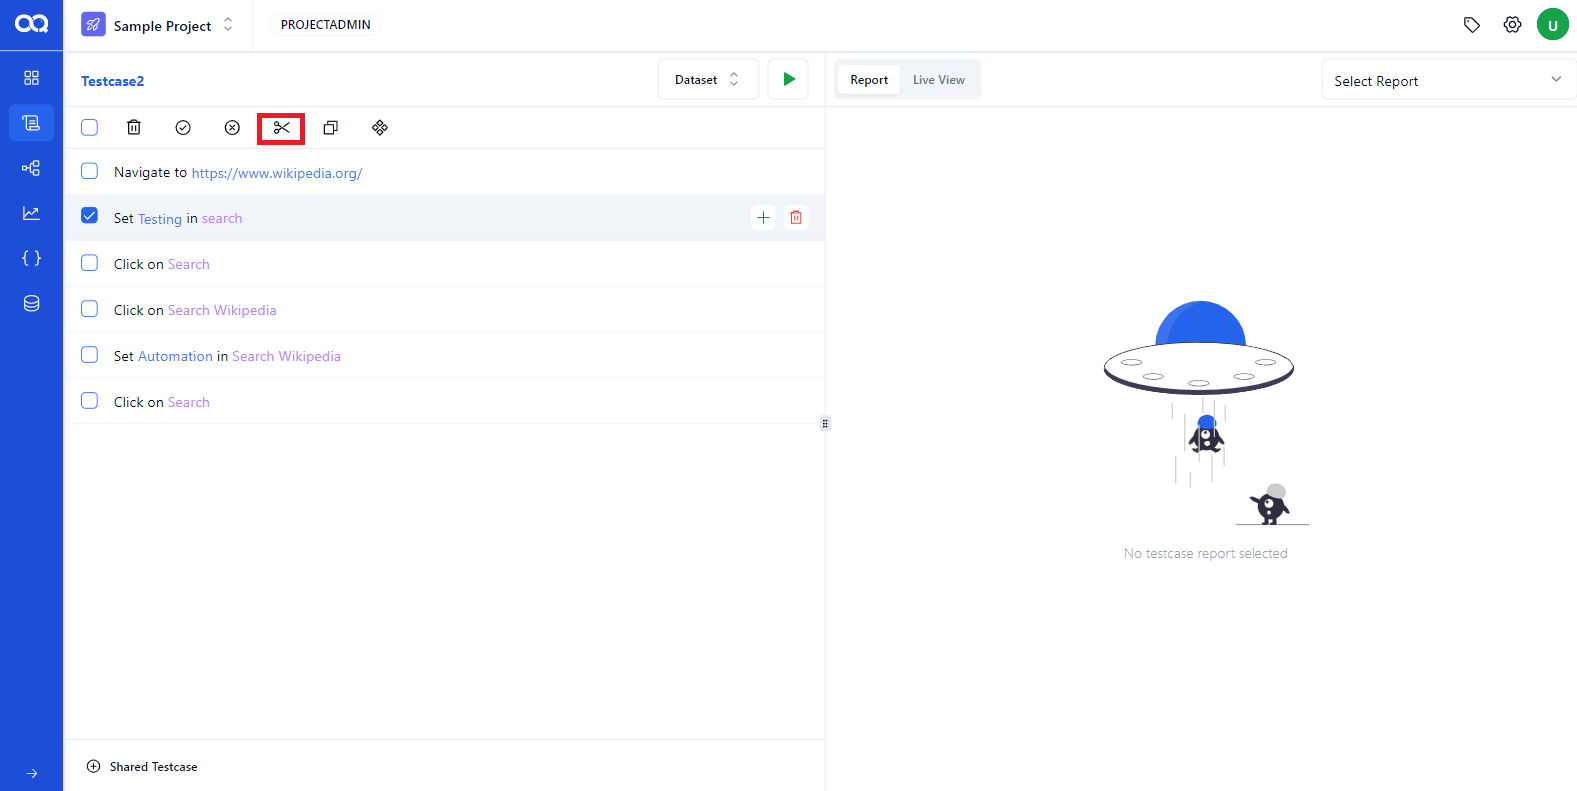 Sample Project
PROJECTADMIN
U
Testcase2
Dataset
Report
Live View
Select Report
Navigate to https://www.wikipedia.org/
Set Testing in search
Click on Search
Click on Search Wikipedia
Set Automation in Search Wikipedia
Click on Search
No testcase report selected
Shared Testcase